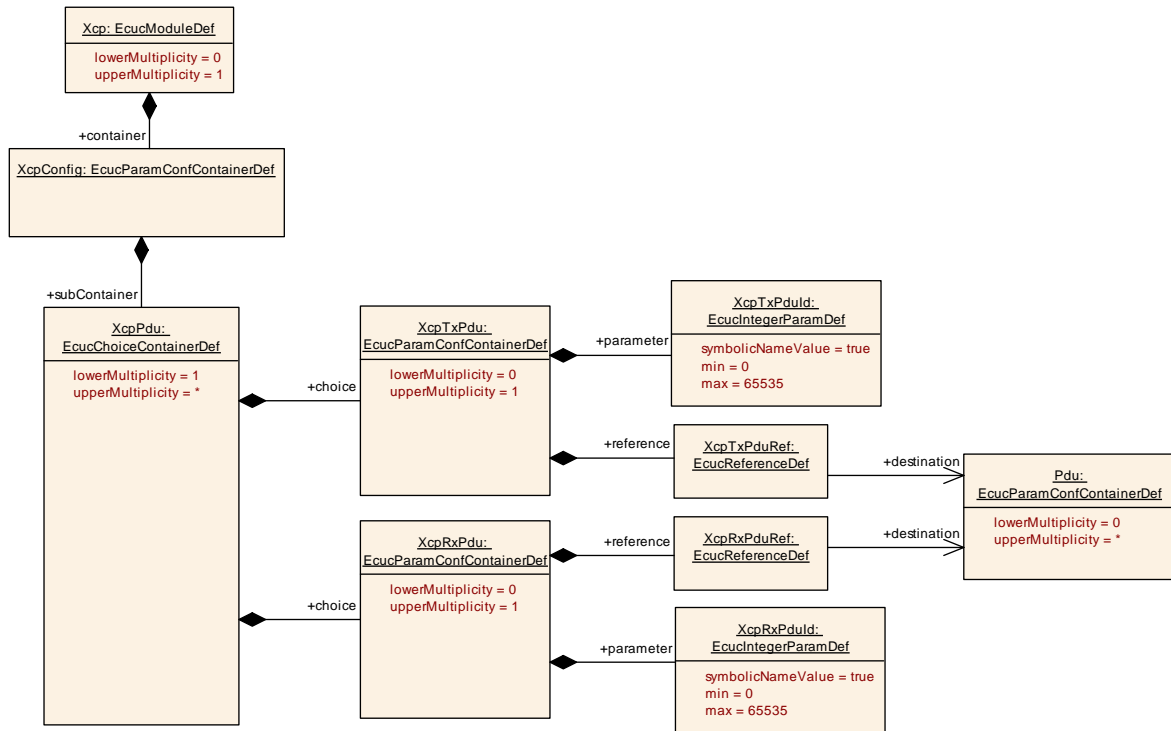 Xcp: EcucModuleDef
lowerMultiplicity = 0
upperMultiplicity = 1
+container
XcpConfig: EcucParamConfContainerDef
+subContainer
XcpPdu:
EcucChoiceContainerDef
lowerMultiplicity = 1
upperMultiplicity = *
+choice
XcpTxPdu:
EcucParamConfContainerDef
lowerMultiplicity = 0
upperMultiplicity = 1
+parameter
XcpTxPduId:
EcucIntegerParamDef
symbolicNameValue = true
min = 0
max = 65535
+reference
XcpTxPduRef:
EcucReferenceDef
+destination
Pdu:
EcucParamConfContainerDef
lowerMultiplicity = 0
upperMultiplicity = *
+choice
XcpRxPdu:
EcucParamConfContainerDef
lowerMultiplicity = 0
upperMultiplicity = 1
+reference
XcpRxPduRef:
EcucReferenceDef
+destination
+parameter
XcpRxPduId:
EcucIntegerParamDef
symbolicNameValue = true
min = 0
max = 65535